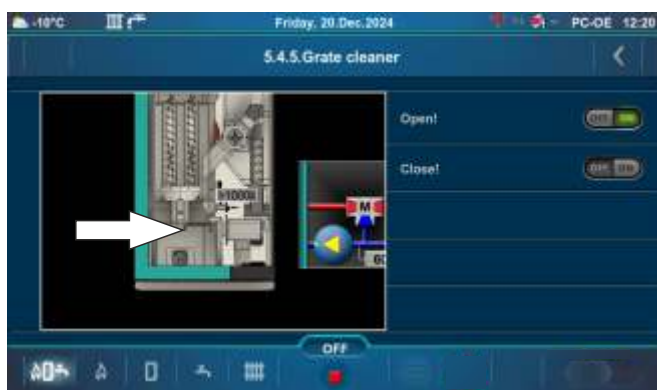 -10°C Friday, 20.Dec.2024 PC-OE 12:20
5.4.5.Grate cleaner
Open! OFF ON
Close! OFF ON
M
60
OFF